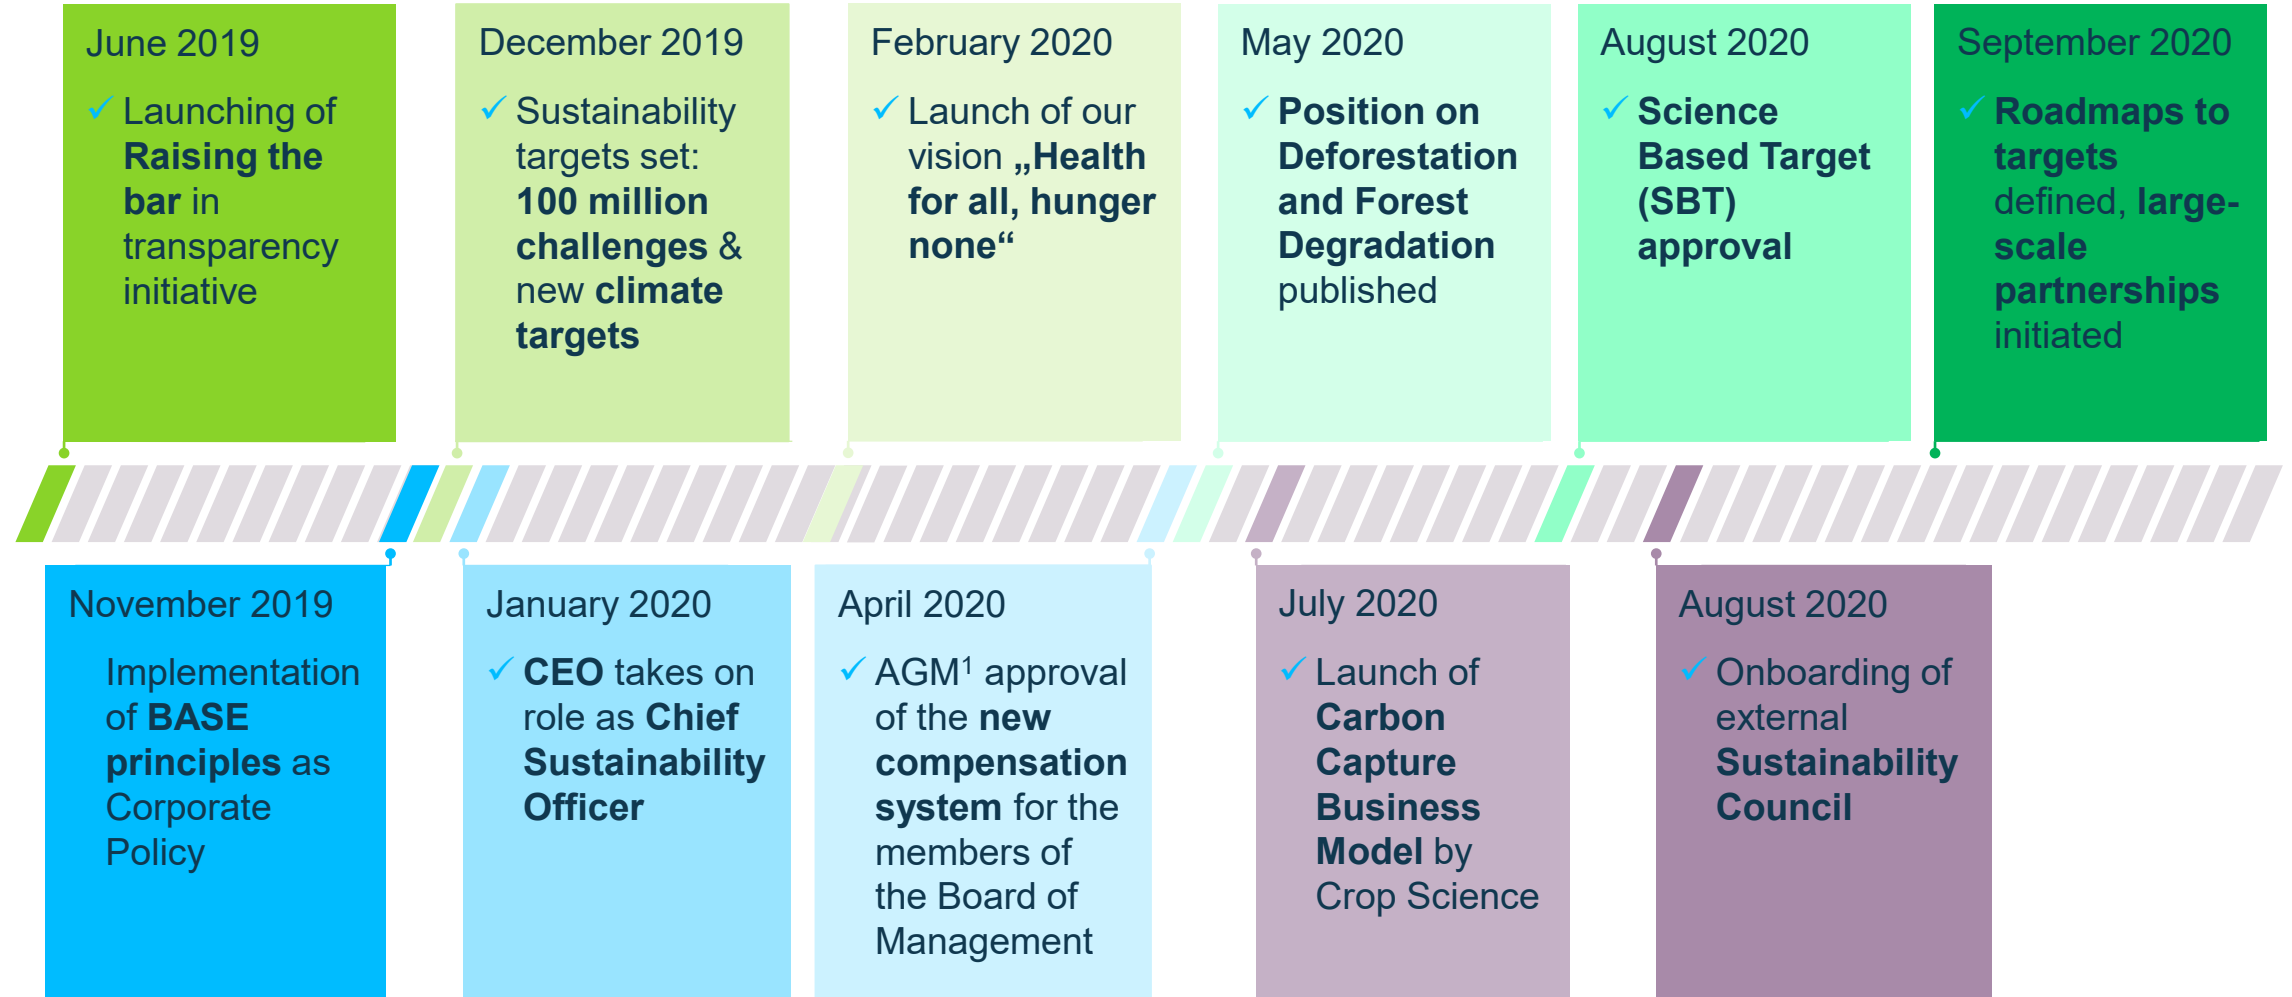 June 2019
✓ Launching of
Raising the
bar in
transparency
initiative
December 2019
✓ Sustainability
targets set:
100 million
challenges &
new climate
targets
February 2020
✓ Launch of our
vision „Health
for all, hunger
none“
May 2020
✓ Position on
Deforestation
and Forest
Degradation
published
August 2020
✓ Science
Based Target
(SBT)
approval
September 2020
✓ Roadmaps to
targets
defined, large-
scale
partnerships
initiated
November 2019
Implementation
of BASE
principles as
Corporate
Policy
January 2020
✓ CEO takes on
role as Chief
Sustainability
Officer
April 2020
✓ AGM¹ approval
of the new
compensation
system for the
members of
the Board of
Management
July 2020
✓ Launch of
Carbon
Capture
Business
Model by
Crop Science
August 2020
✓ Onboarding of
external
Sustainability
Council